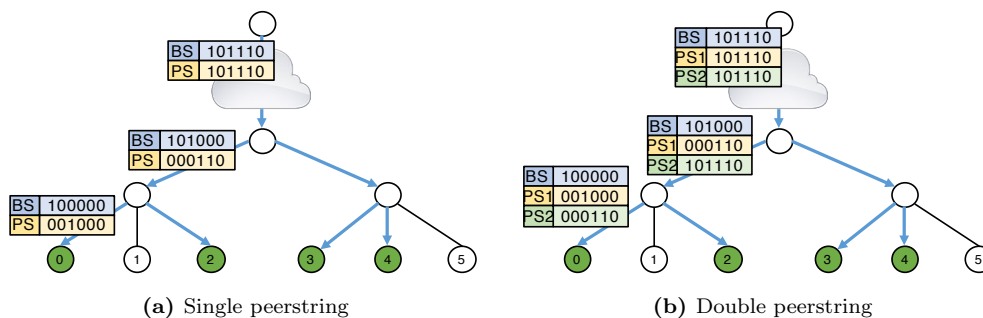 BS 101110
PS 101110
BS 101000
PS 000110
BS 100000
PS 001000
0 1 2 3 4 5
(a) Single peerstring
BS 101110
PS1 101110
PS2 101110
BS 101000
PS1 000110
PS2 101110
BS 100000
PS1 001000
PS2 000110
0 1 2 3 4 5
(b) Double peerstring